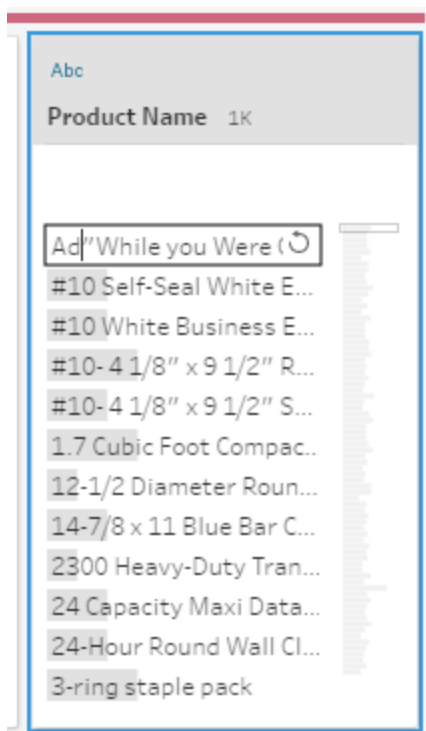 Abc
Product Name 1K
Ad"While you Were (
#10 Self-Seal White E...
#10 White Business E...
#10- 4 1/8" x 9 1/2" R...
#10- 4 1/8" x 9 1/2" S...
1.7 Cubic Foot Compac..
12-1/2 Diameter Roun...
14-7/8 x 11 Blue Bar C...
2300 Heavy-Duty Tran...
24 Capacity Maxi Data...
24-Hour Round Wall Cl...
3-ring staple pack